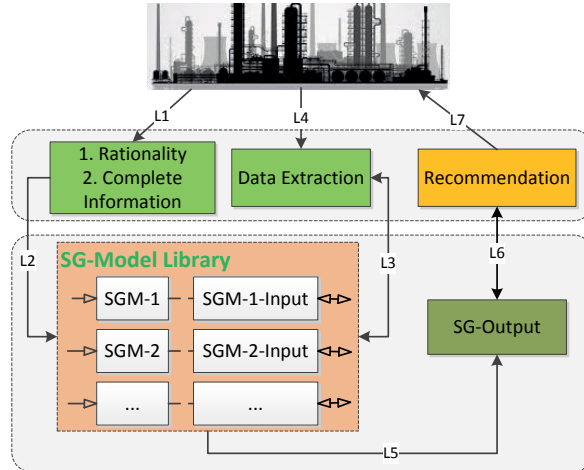 L1
L4
L7
1. Rationality
2. Complete
Information
Data Extraction
Recommendation
L2
L3
L6
SG-Model Library
SGM-1
SGM-1-Input
SG-Output
SGM-2
SGM-2-Input
...
...
L5